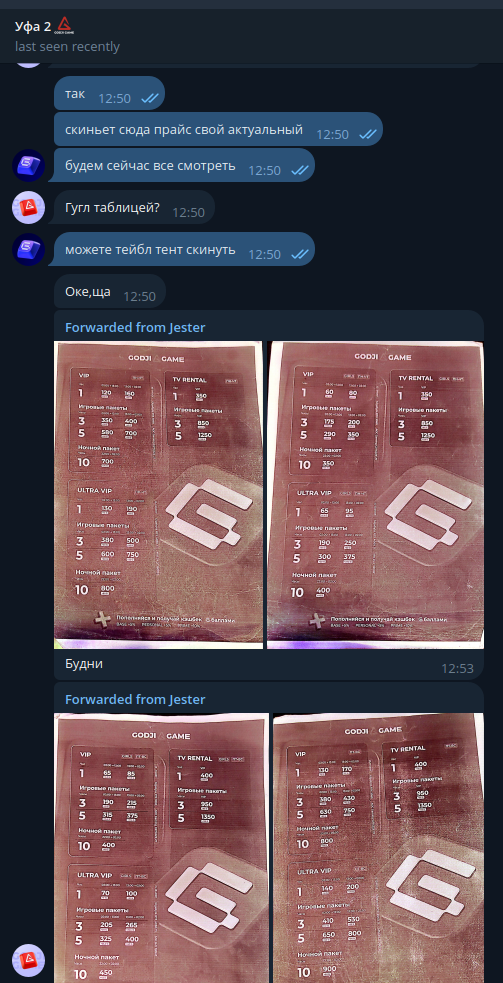 Уфа 2
GODJI GAME
last seen recently
так 12:50
скиньет сюда прайс свой актуальный 12:50
будем сейчас все смотреть 12:50
Гугл таблицей? 12:50
можете тейбл тент скинуть 12:50
Оке,ща 12:50
Forwarded from Jester
GODJI GAME
VIP
1 120 160
Игровые пакеты
3 350 400
5 580 700
Ночной пакет
10 700
TV RENTAL
1 350
3 850
5 1250
ULTRA VIP
1 130 190
Игровые пакеты
3 380 500
5 600 750
Ночной пакет
10 800
Пополняйся и получай кэшбек G баллами
GODJI GAME
VIP
1 60 80
Игровые пакеты
3 175 200
5 290 350
Ночной пакет
10 350
TV RENTAL
1 350
3 850
5 1250
ULTRA VIP
1 65 95
Игровые пакеты
3 190 250
5 300 375
Ночной пакет
10 400
Пополняйся и получай кэшбек G баллами
Будни 12:53
Forwarded from Jester
GODJI GAME
VIP
1 65 85
Игровые пакеты
3 190 215
5 315 375
Ночной пакет
10 400
TV RENTAL
1 400
3 950
5 1350
ULTRA VIP
1 70 100
Игровые пакеты
3 205 265
5 325 400
Ночной пакет
10 450
GODJI GAME
VIP
1 130 170
Игровые пакеты
3 380 430
5 630 750
Ночной пакет
10 800
TV RENTAL
1 400
Игровые пакеты
3 950
5 1350
ULTRA VIP
1 140 200
Игровые пакеты
3 410 530
5 650 800
Ночной пакет
10 900